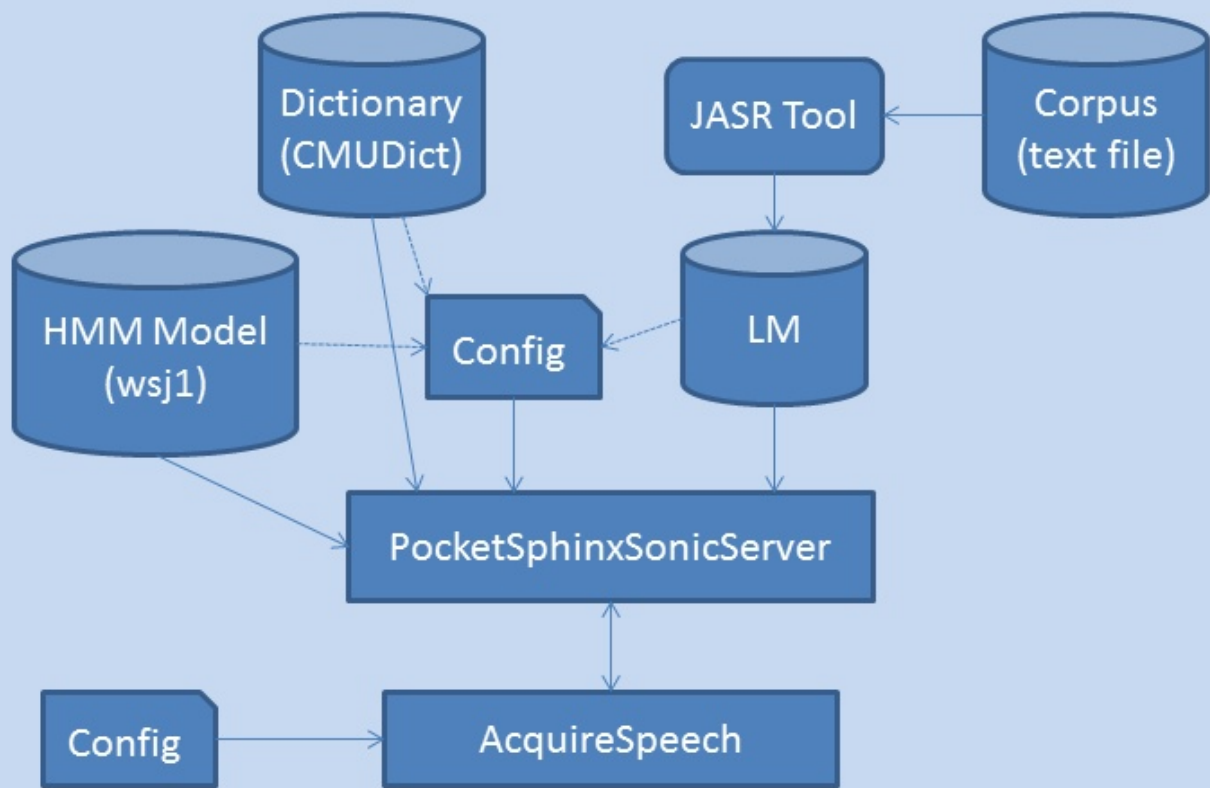 Dictionary
(CMUDict)
JASR Tool
Corpus
(text file)
HMM Model
(wsj1)
Config
LM
PocketSphinxSonicServer
Config
AcquireSpeech